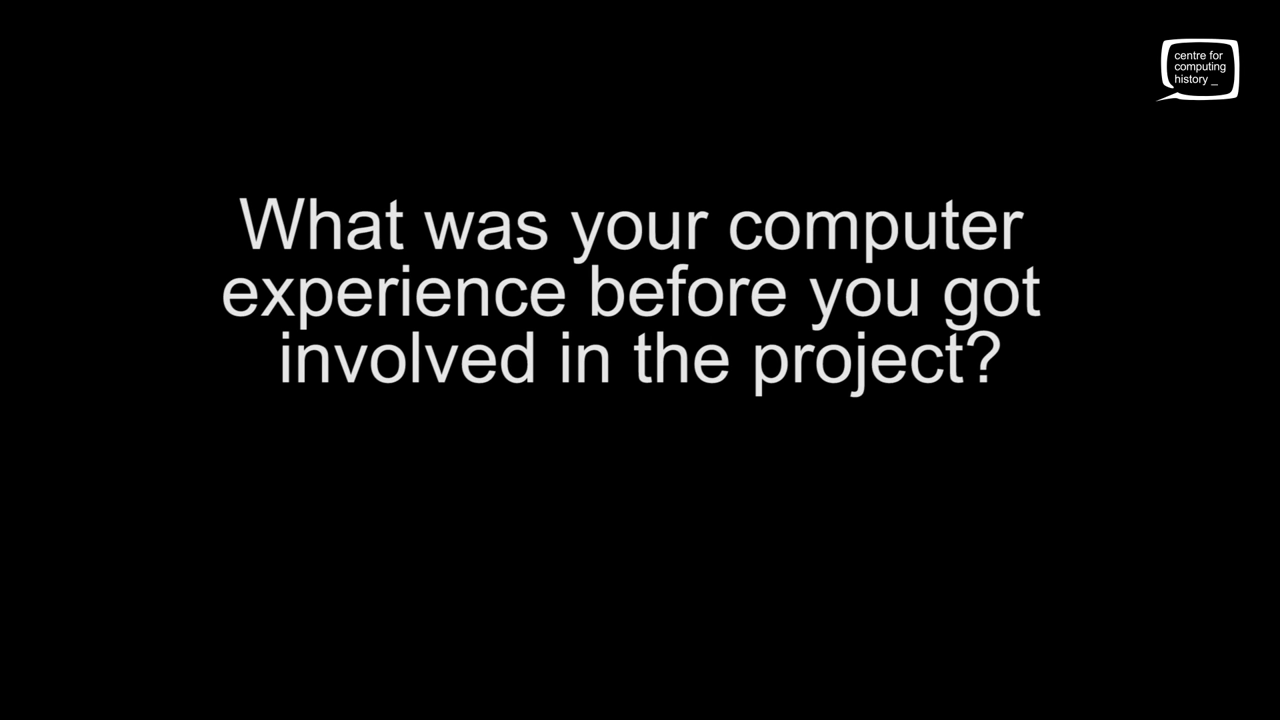 centre for
computing
history _
What was your computer
experience before you got
involved in the project?